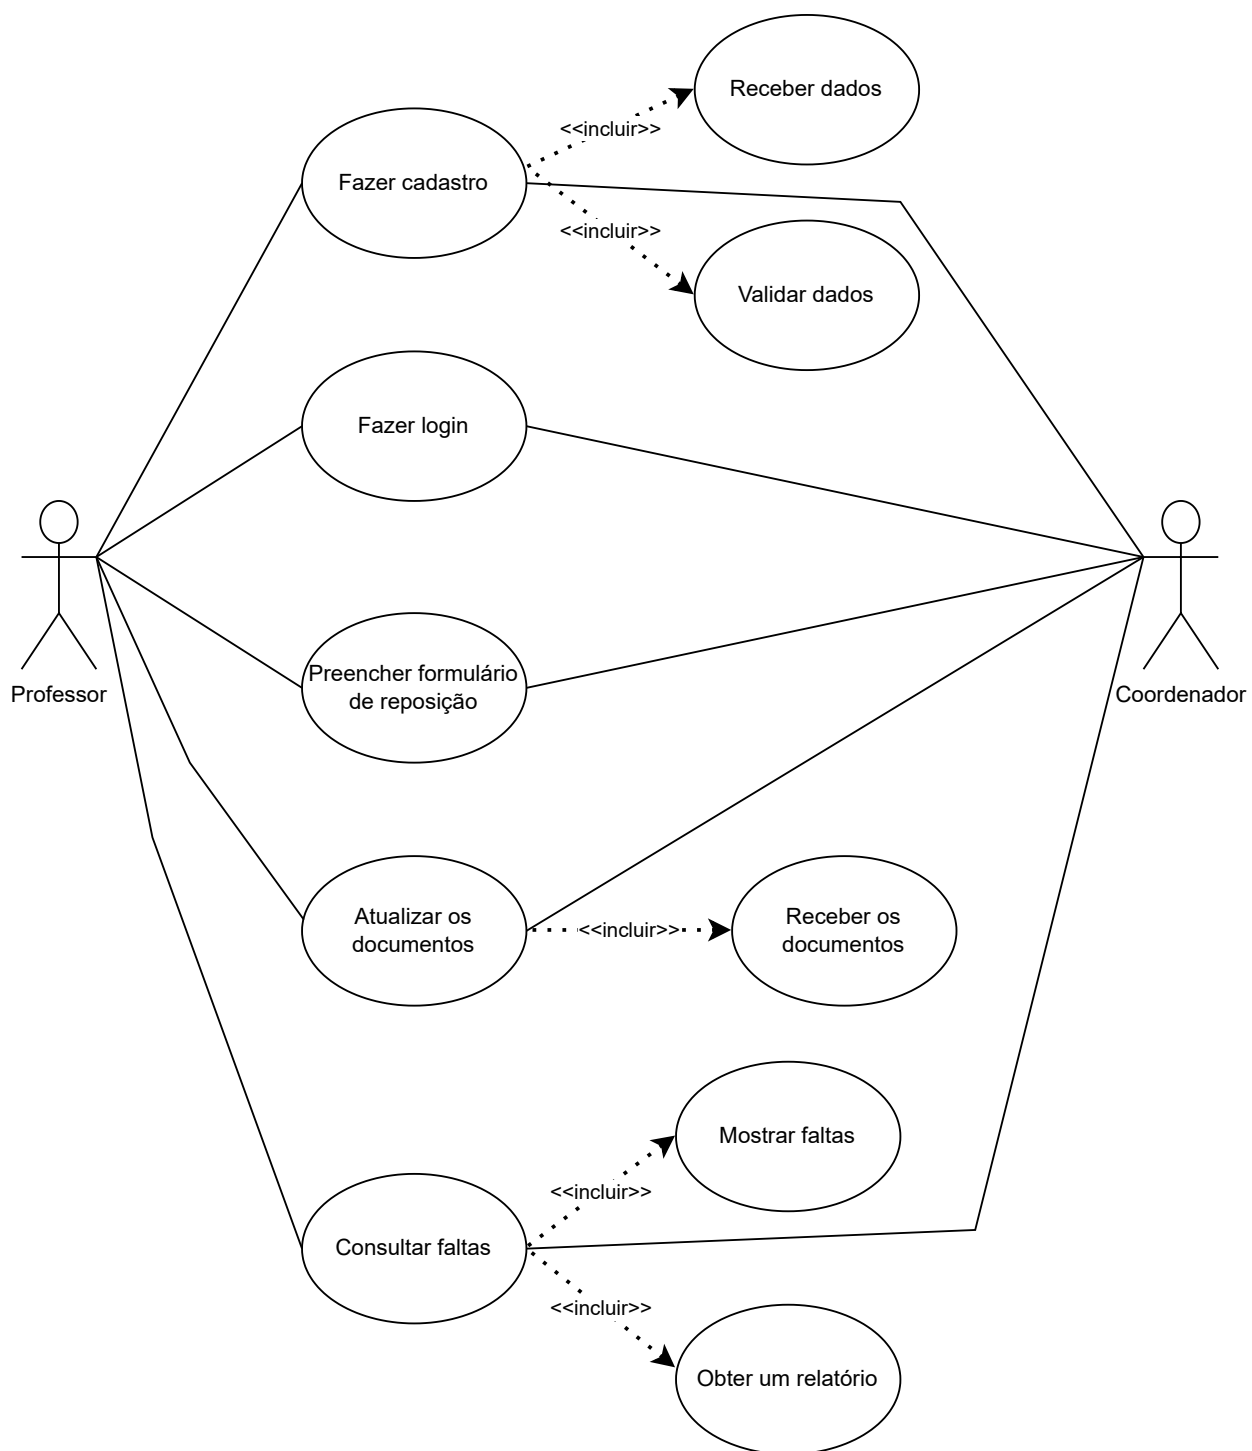 Receber dados
<<incluir>>
Fazer cadastro
<<incluir>>
Validar dados
Fazer login
Preencher formulário
de reposição
Professor
Coordenador
Atualizar os
documentos
<<incluir>>
Receber os
documentos
Mostrar faltas
<<incluir>>
Consultar faltas
<<incluir>>
Obter um relatório